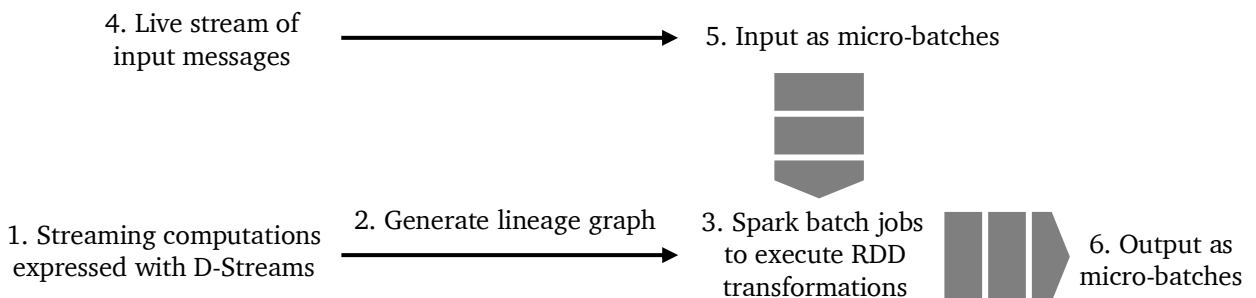 4. Live stream of
input messages
5. Input as micro-batches
1. Streaming computations
expressed with D-Streams
2. Generate lineage graph
3. Spark batch jobs
to execute RDD
transformations
6. Output as
micro-batches